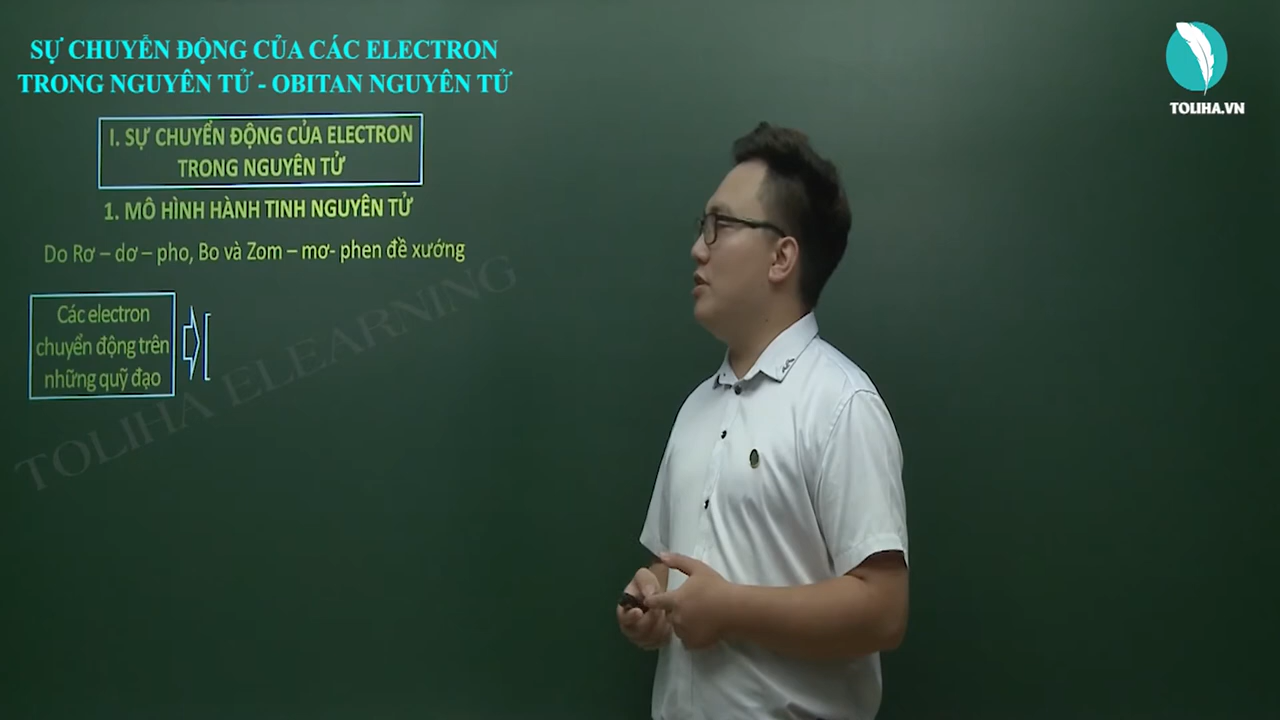 SỰ CHUYỂN ĐỘNG CỦA CÁC ELECTRON
TRONG NGUYÊN TỬ - OBITAN NGUYÊN TỬ
I. SỰ CHUYỂN ĐỘNG CỦA ELECTRON
TRONG NGUYÊN TỬ
1. MÔ HÌNH HÀNH TINH NGUYÊN TỬ
Do Rơ – dơ – pho, Bo và Zom – mơ- phen đề xướng
Các electron
chuyển động trên
những quỹ đạo
TOLIHA ELEARNING
TOLIHA.VN